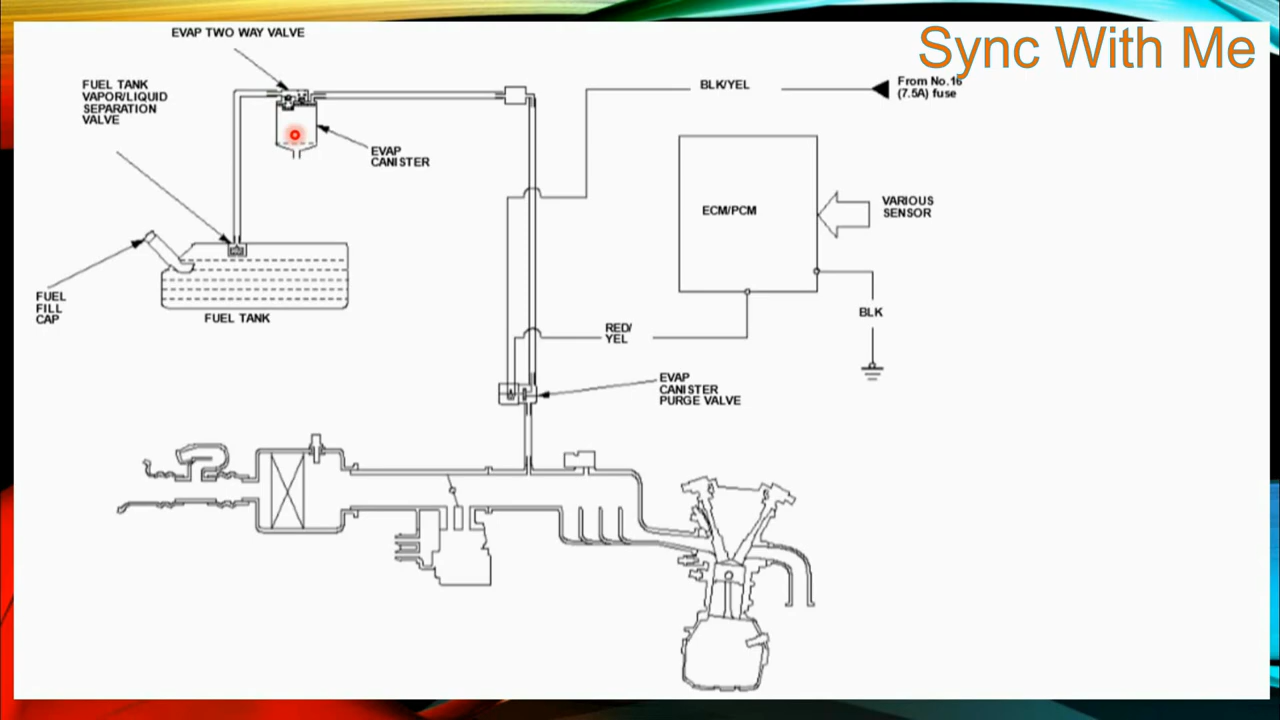 EVAP TWO WAY VALVE
Sync With Me
FUEL TANK
VAPOR/LIQUID
SEPARATION
VALVE
BLK/YEL
From No.16
(7.5A) fuse
EVAP
CANISTER
ECM/PCM
VARIOUS
SENSOR
FUEL
FILL
CAP
FUEL TANK
BLK
RED/
YEL
EVAP
CANISTER
PURGE VALVE